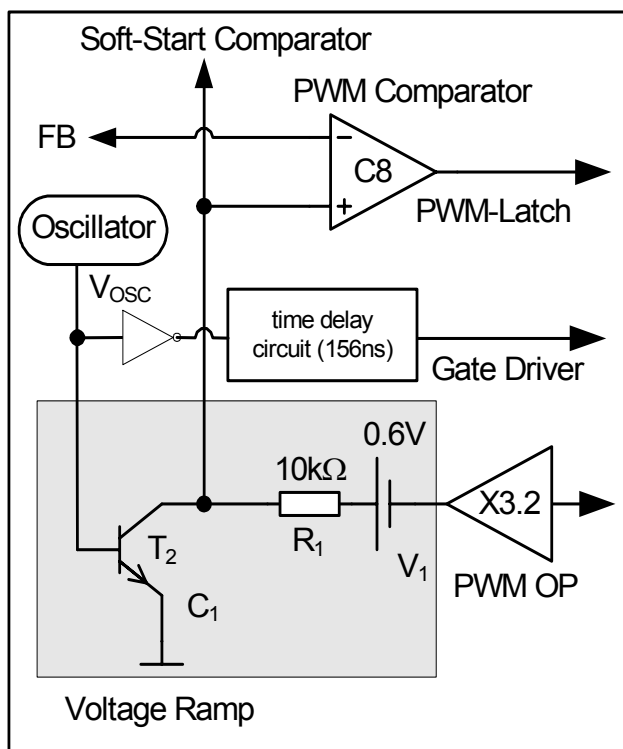 Soft-Start Comparator
PWM Comparator
FB
−
C8
+
PWM-Latch
Oscillator
VOSC
time delay
circuit (156ns)
Gate Driver
0.6V
10kΩ
X3.2
R1
T2
V1
PWM OP
C1
Voltage Ramp